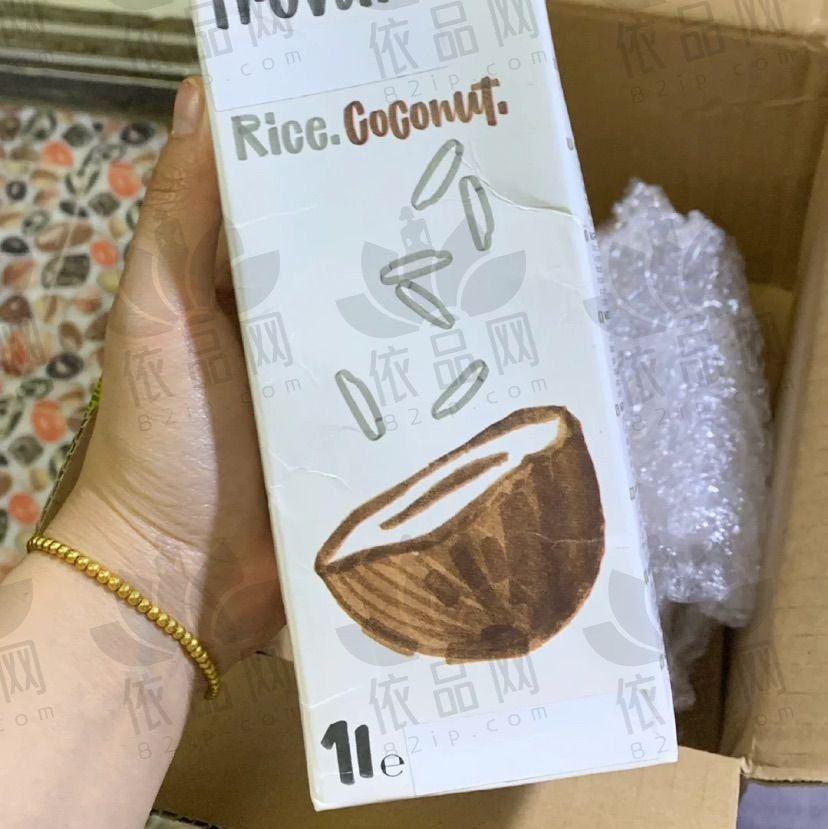 Rice. Coconut.
1l e
依品网
82ip.com